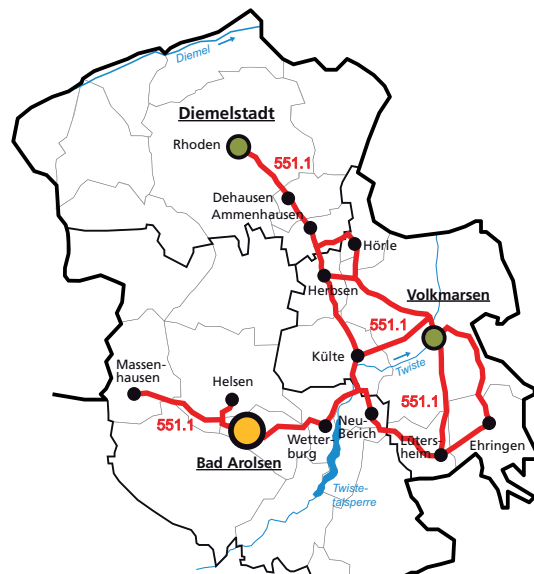 Diemel
Diemelstadt
Rhoden
551.1
Dehausen
Ammenhausen
Hörle
Herbsen
Volkmarsen
551.1
Külte
Twiste
Massen-
hausen
Helsen
551.1
551.1
Neu-
Berich
Wetter-
burg
Lüters-
heim
Ehringen
Bad Arolsen
Twiste-
talsperre